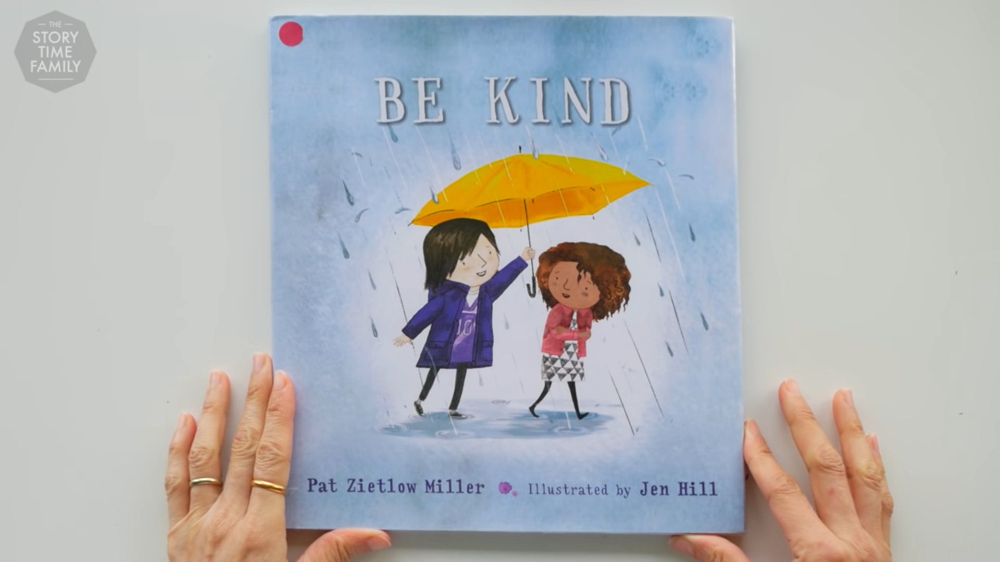 THE
STORY
TIME
FAMILY
BE KIND
10
Pat Zietlow Miller Illustrated by Jen Hill